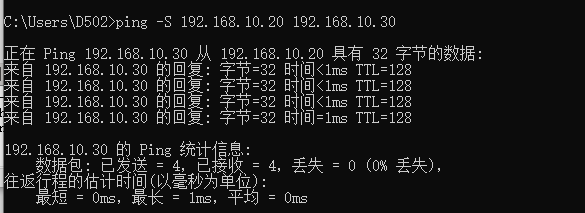 C:\Users\D502>ping -S 192.168.10.20 192.168.10.30
正在 Ping 192.168.10.30 从 192.168.10.20 具有 32 字节的数据:
来自 192.168.10.30 的回复: 字节=32 时间<1ms TTL=128
来自 192.168.10.30 的回复: 字节=32 时间<1ms TTL=128
来自 192.168.10.30 的回复: 字节=32 时间<1ms TTL=128
来自 192.168.10.30 的回复: 字节=32 时间=1ms TTL=128
192.168.10.30 的 Ping 统计信息:
数据包: 已发送 = 4，已接收 = 4，丢失 = 0 (0% 丢失)，
往返行程的估计时间(以毫秒为单位):
最短 = 0ms，最长 = 1ms，平均 = 0ms